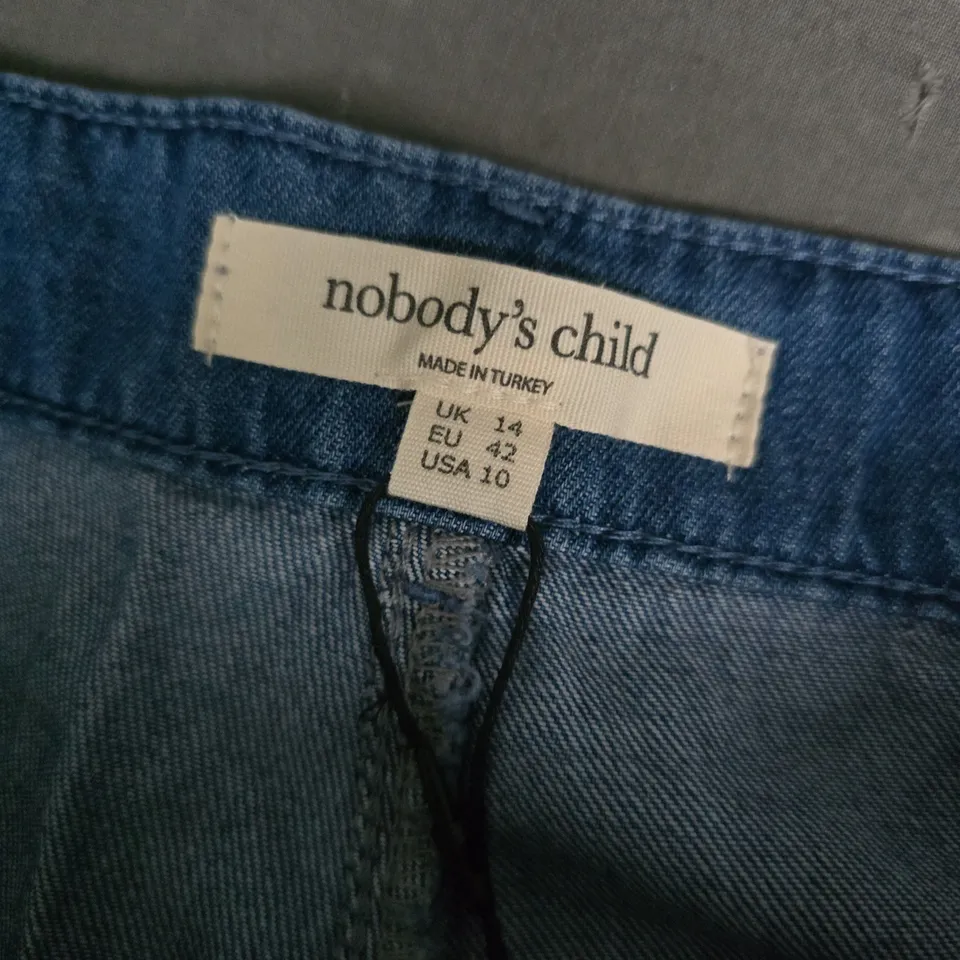 nobody's child
MADE IN TURKEY
UK 14
EU 42
USA 10